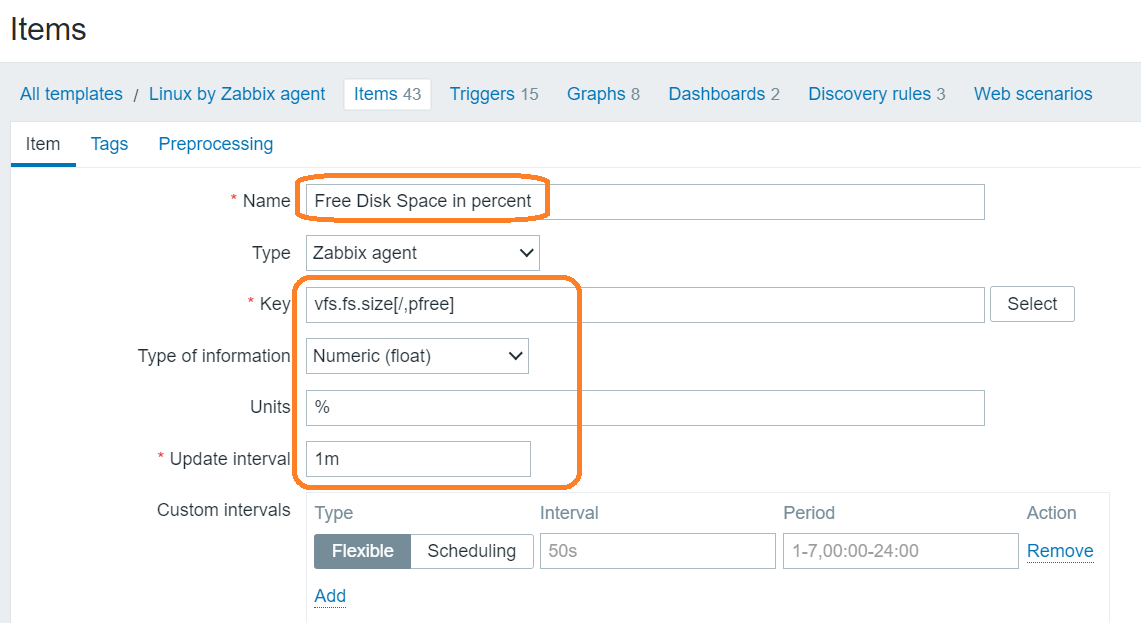 Items
All templates / Linux by Zabbix agent Items 43 Triggers 15 Graphs 8 Dashboards 2 Discovery rules 3 Web scenarios
Item Tags Preprocessing
* Name Free Disk Space in percent
Type Zabbix agent
* Key vfs.fs.size[/,pfree] Select
Type of information Numeric (float)
Units %
* Update interval 1m
Custom intervals Type Interval Period Action
Flexible Scheduling 50s 1-7,00:00-24:00 Remove
Add